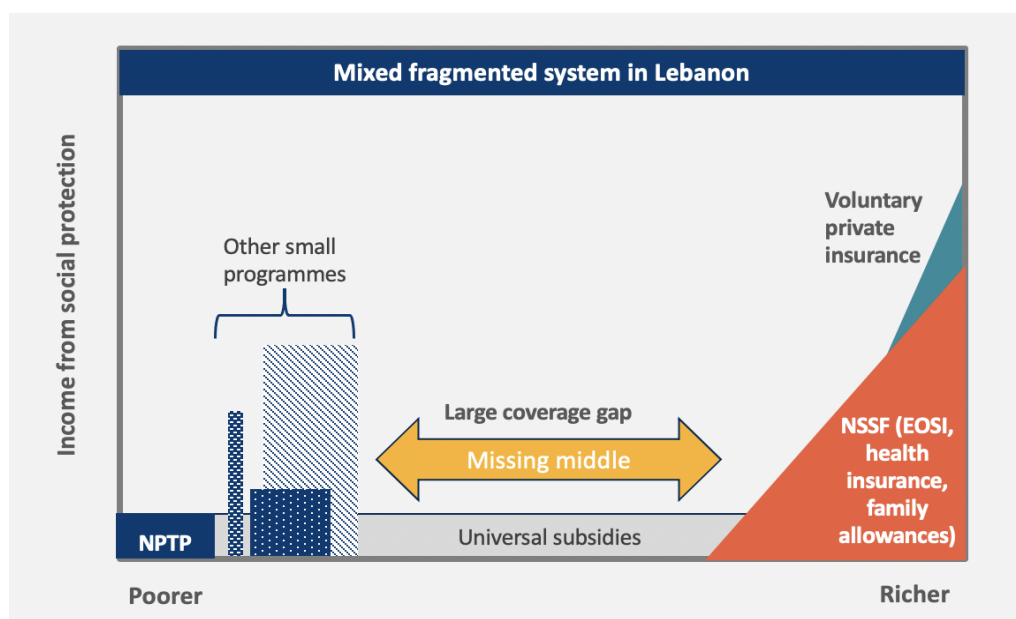 Mixed fragmented system in Lebanon
Income from social protection
Voluntary
private
insurance
Other small
programmes
Large coverage gap
Missing middle
NSSF (EOSI,
health
insurance,
family
allowances)
NPTP
Universal subsidies
Poorer
Richer